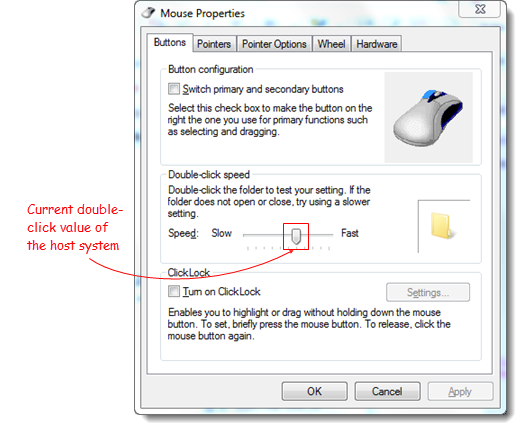 Mouse Properties
Buttons Pointers Pointer Options Wheel Hardware
Button configuration
Switch primary and secondary buttons
Select this check box to make the button on the
right the one you use for primary functions such
as selecting and dragging.
Double-click speed
Double-click the folder to test your setting. If the
folder does not open or close, try using a slower
setting.
Speed: Slow Fast
Current double-
click value of
the host system
ClickLock
Turn on ClickLock
Settings...
Enables you to highlight or drag without holding down the mouse
button. To set, briefly press the mouse button. To release, click the
mouse button again.
OK Cancel Apply